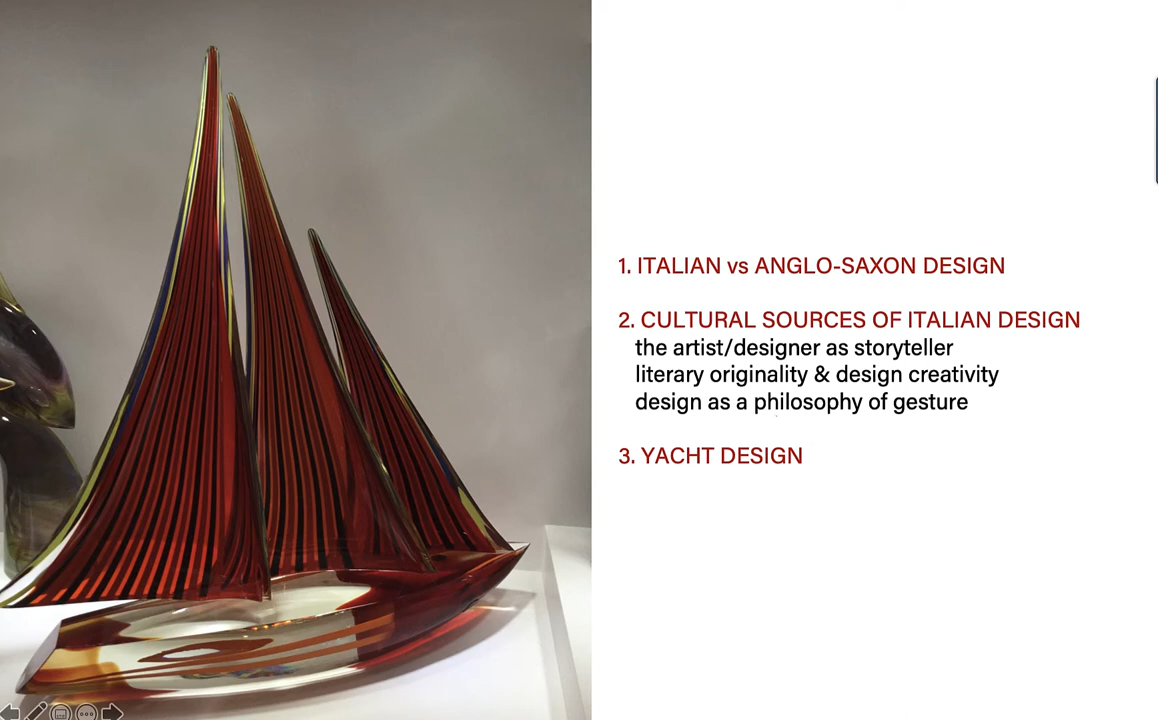 1. ITALIAN vs ANGLO-SAXON DESIGN
2. CULTURAL SOURCES OF ITALIAN DESIGN
the artist/designer as storyteller
literary originality & design creativity
design as a philosophy of gesture
3. YACHT DESIGN